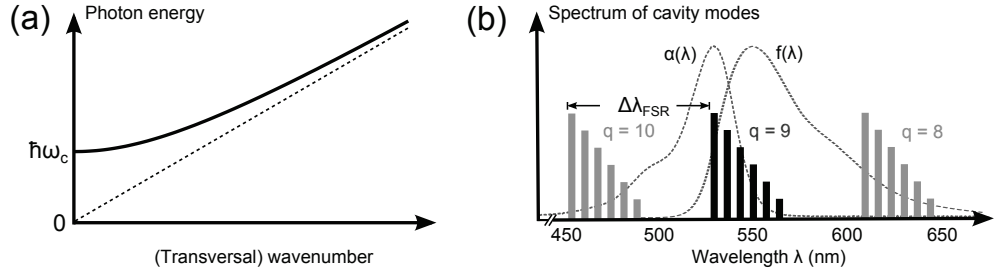 (a)
Photon energy
ħω_c
0
(Transversal) wavenumber
(b)
Spectrum of cavity modes
α(λ)
f(λ)
Δλ_FSR
q = 10
q = 9
q = 8
450
500
550
600
650
Wavelength λ (nm)